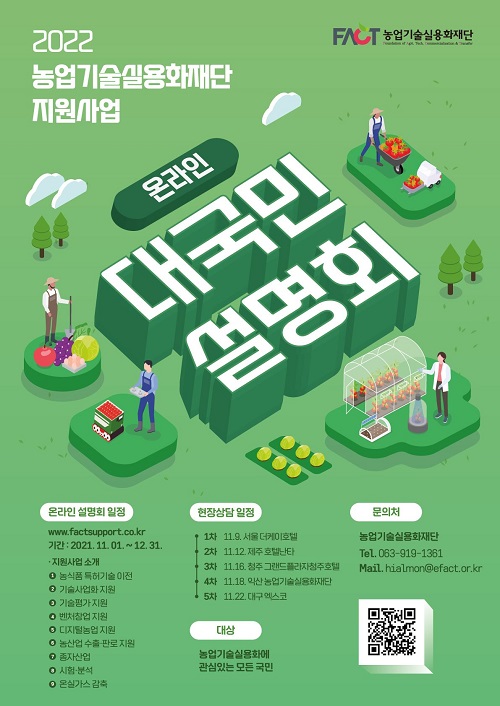 2022
농업기술실용화재단
지원사업
FACT 농업기술실용화재단
온라인
대국민
설명회
온라인 설명회 일정
www.factsupport.co.kr
기간 : 2021. 11. 01. ~ 12. 31.
· 지원사업 소개
1 농식품 특허기술 이전
2 기술사업화 지원
3 기술평가 지원
4 벤처창업 지원
5 디지털농업 지원
6 농산업 수출·판로 지원
7 종자산업
8 시험·분석
9 온실가스 감축
현장상담 일정
1차 11.9. 서울 더케이호텔
2차 11.12. 제주 호텔난타
3차 11.16. 청주 그랜드플라자청주호텔
4차 11.18. 익산 농업기술실용화재단
5차 11.22. 대구 엑스코
대상
농업기술실용화에
관심있는 모든 국민
문의처
농업기술실용화재단
Tel. 063-919-1361
Mail. hi.almon@efact.or.kr